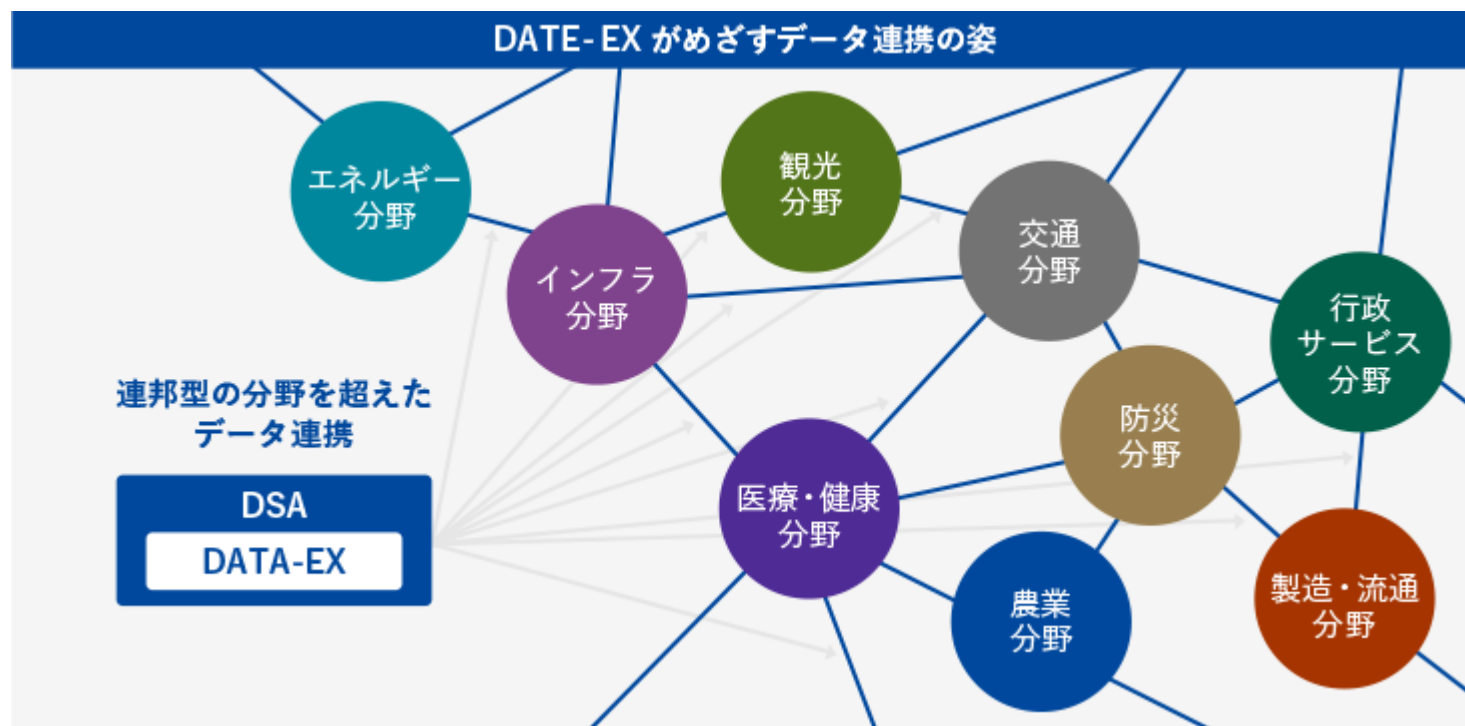 DATE-EX がめざすデータ連携の姿
エネルギー
分野
観光
分野
インフラ
分野
交通
分野
行政
サービス
分野
連邦型の分野を超えた
データ連携
DSA
DATA-EX
防災
分野
医療・健康
分野
農業
分野
製造・流通
分野